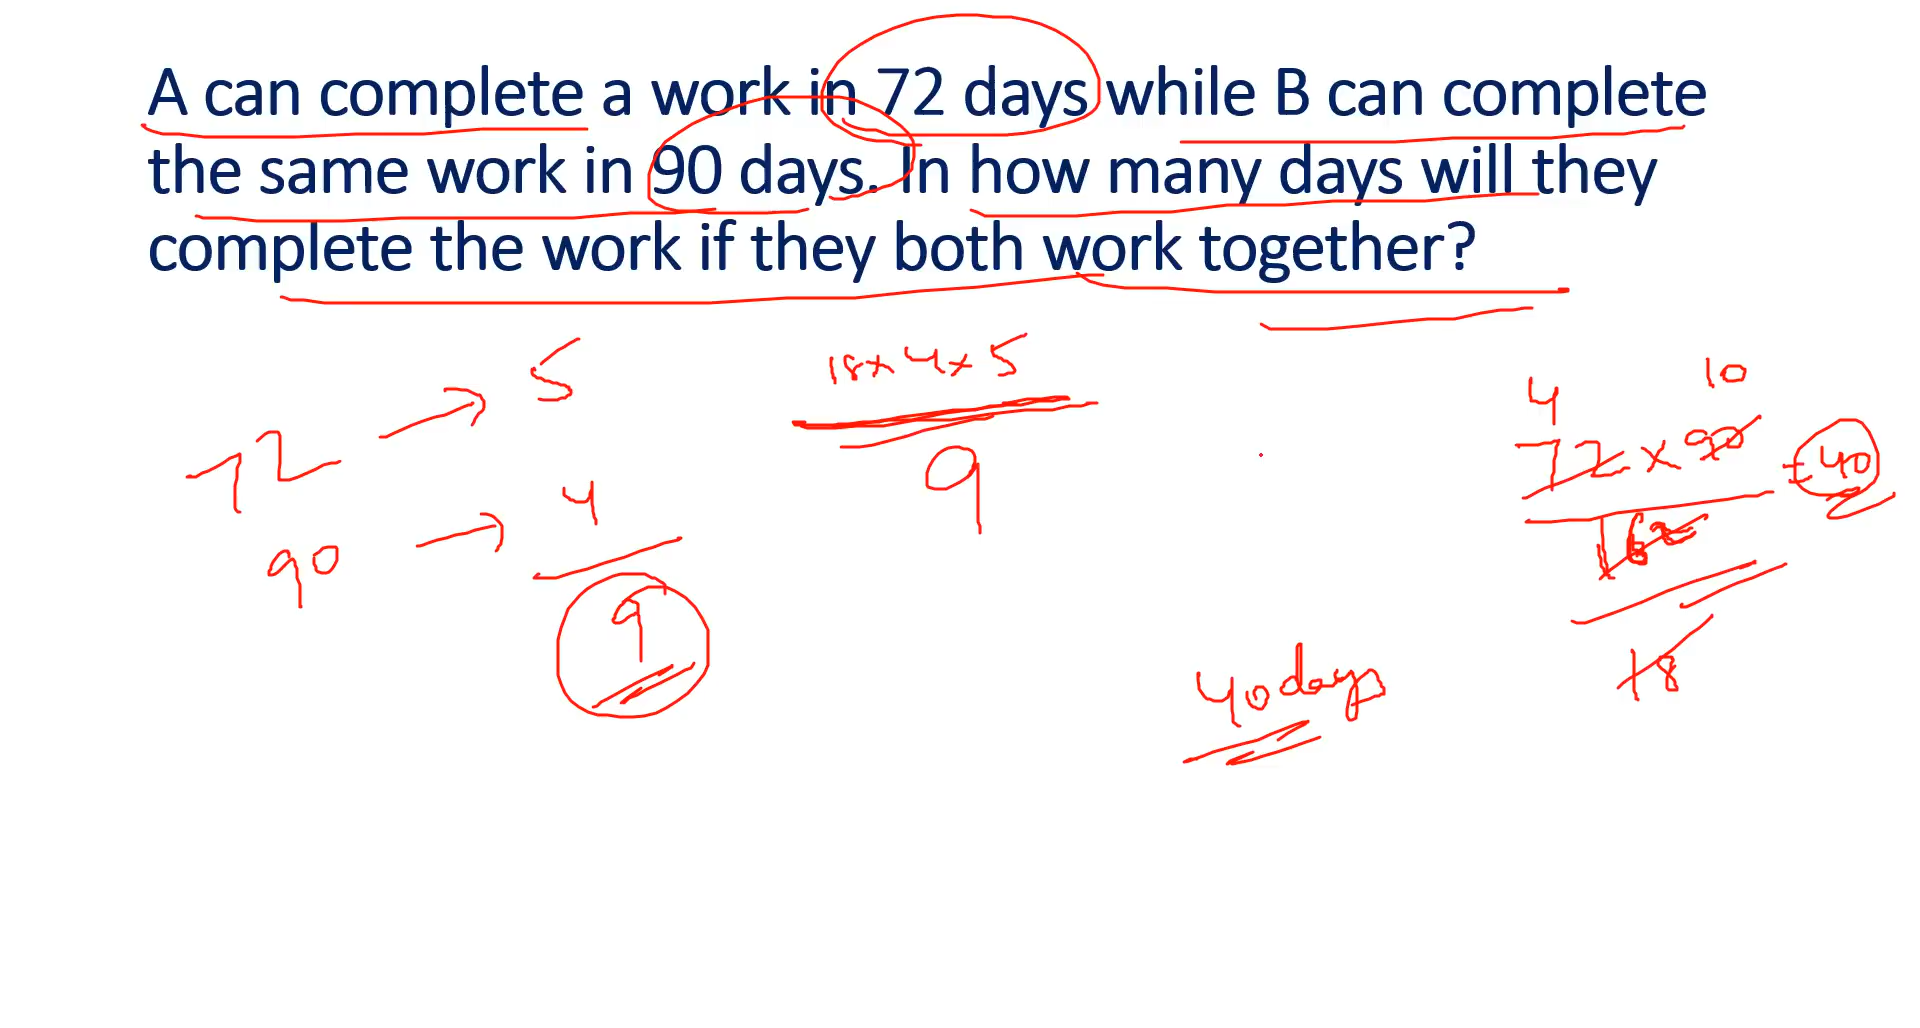 A can complete a work in 72 days while B can complete
the same work in 90 days. In how many days will they
complete the work if they both work together?
72 → 5
90 → 4
9
18 x 4 x 5
9
4 10
72 x 90 = 40
162
18
40 days